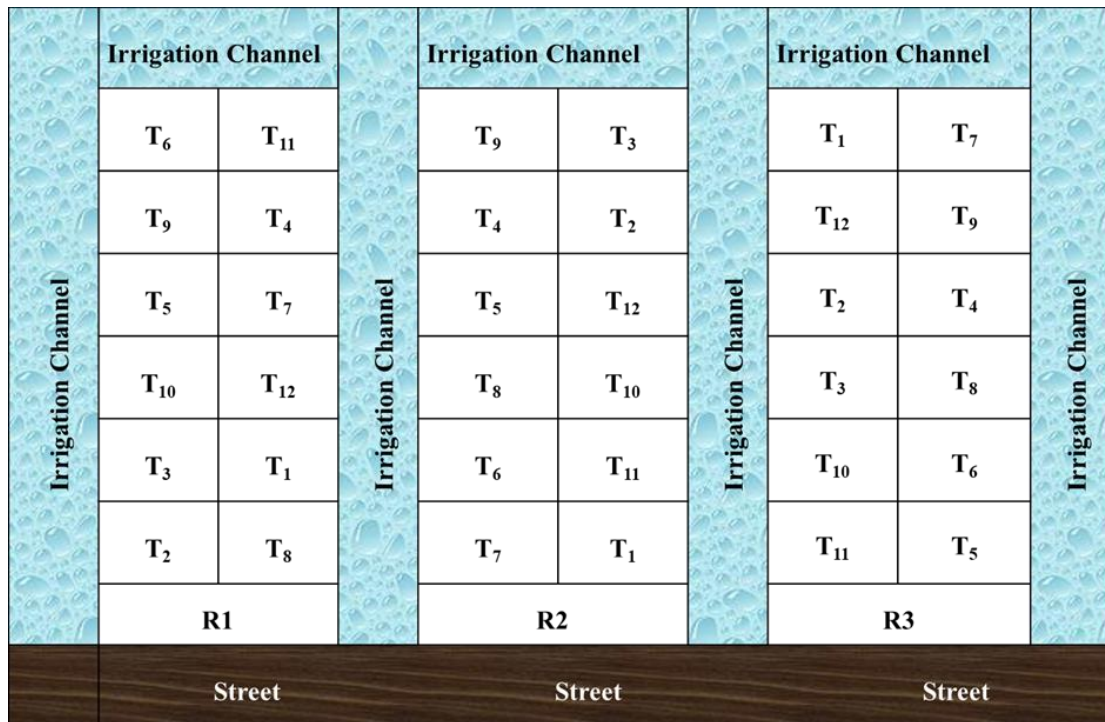 Irrigation Channel Irrigation Channel Irrigation Channel
T₆ T₁₁ T₉ T₃ T₁ T₇
T₉ T₄ T₄ T₂ T₁₂ T₉
T₅ T₇ T₅ T₁₂ T₂ T₄
Irrigation Channel Irrigation Channel Irrigation Channel Irrigation Channel
T₁₀ T₁₂ T₈ T₁₀ T₃ T₈
T₃ T₁ T₆ T₁₁ T₁₀ T₆
T₂ T₈ T₇ T₁ T₁₁ T₅
R1 R2 R3
Street Street Street